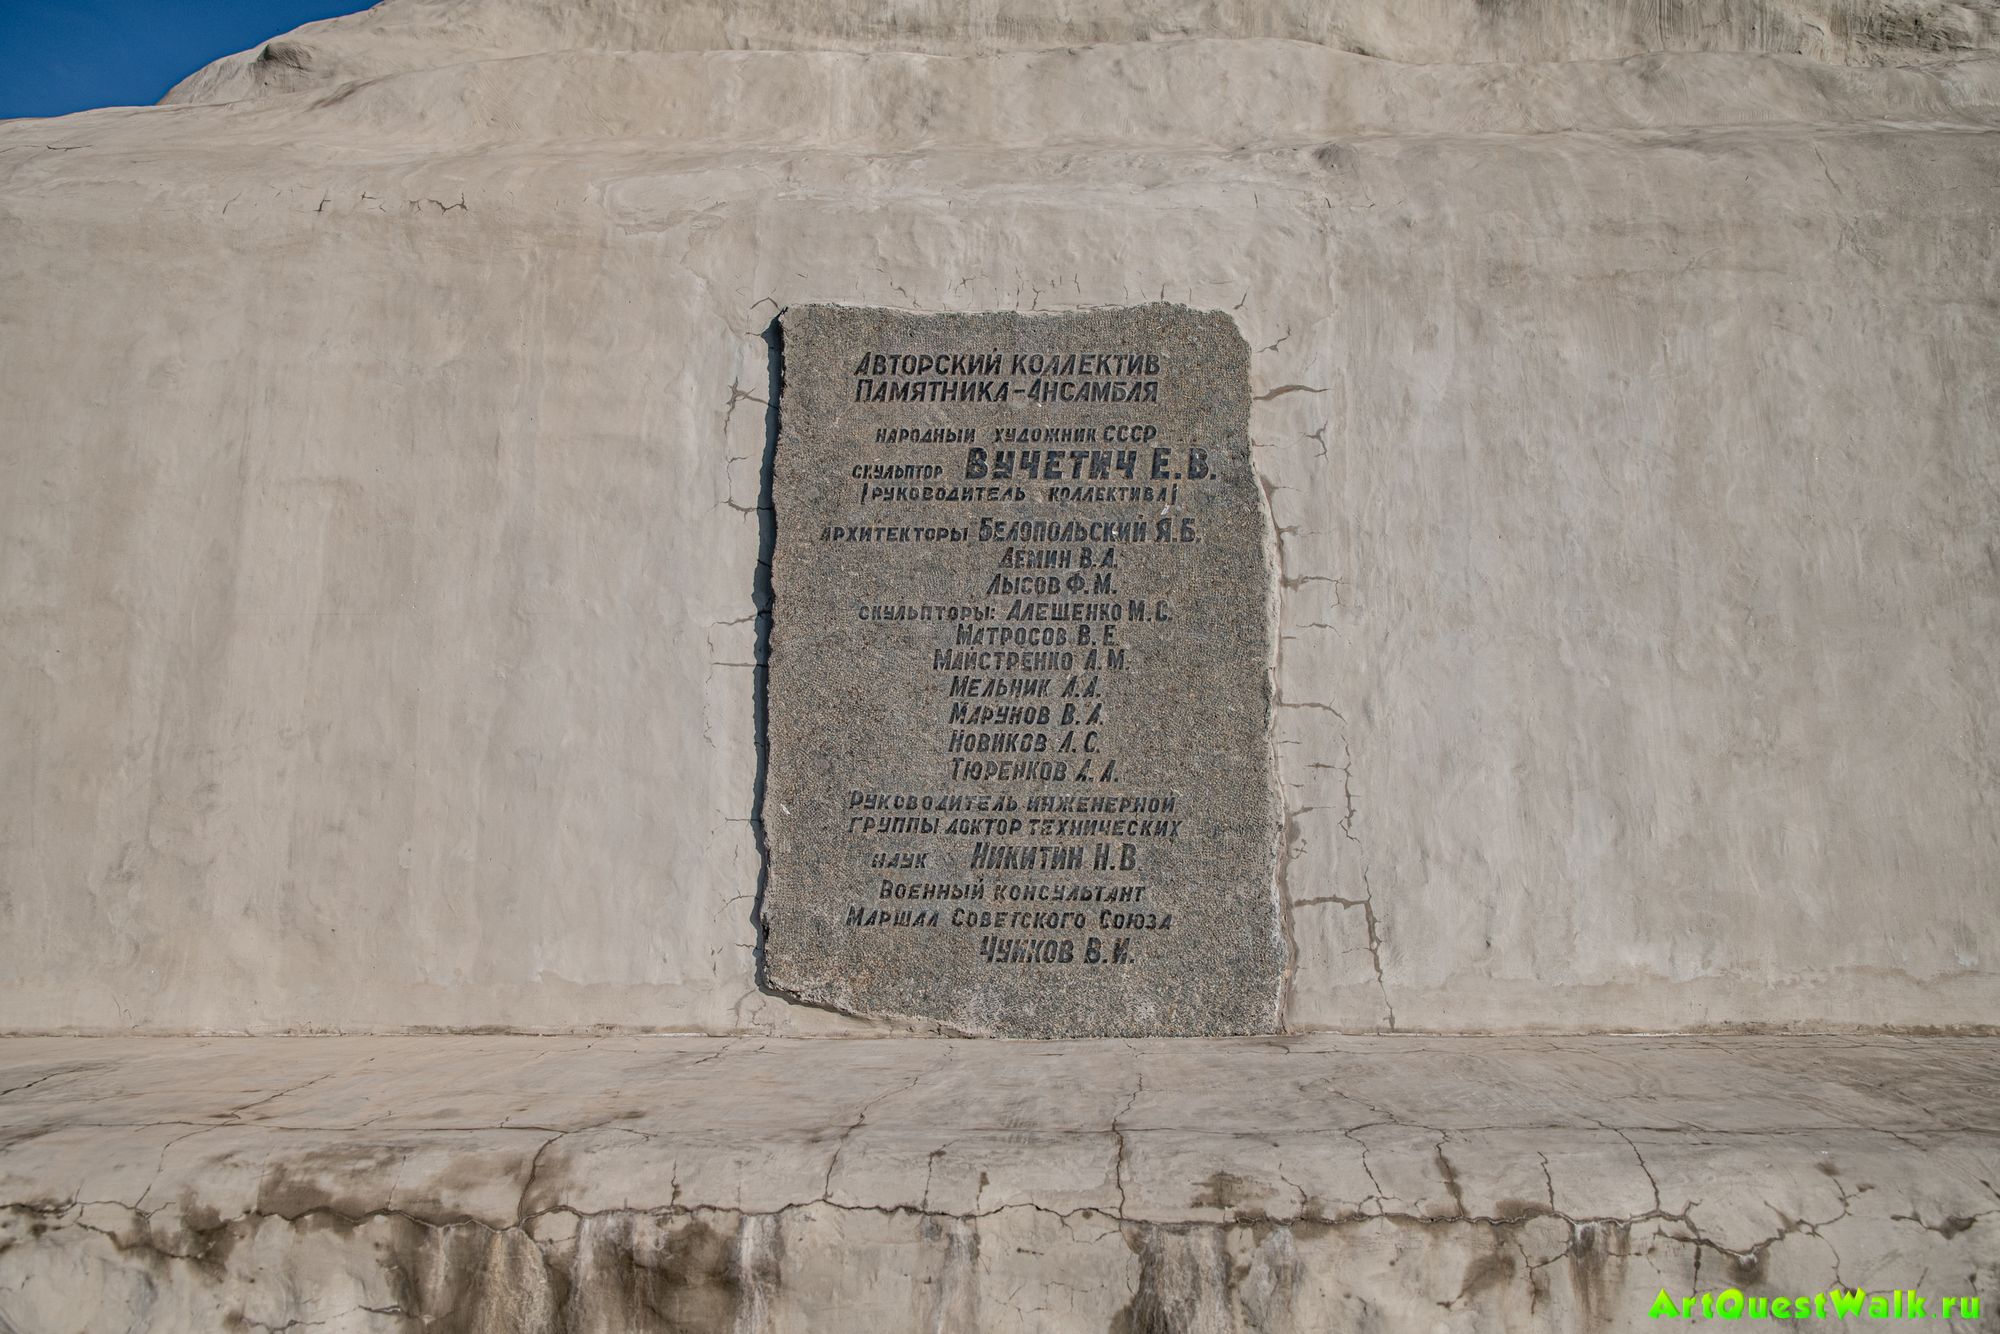 Авторский коллектив
Памятника-Ансамбля
народный художник СССР
скульптор Вучетич Е.В.
/руководитель коллектива/
архитекторы Белопольский Я.Б.
Демин В.А.
Лысов Ф.М.
скульпторы: Алещенко М.С.
Матросов В.Е.
Майстренко А.М.
Мельник А.А.
Марунов В.А.
Новиков Л.С.
Тюренков А.А.
Руководитель инженерной
группы доктор технических
наук Никитин Н.В.
Военный консультант
Маршал Советского Союза
Чуйков В.И.
ArtQuestWalk.ru